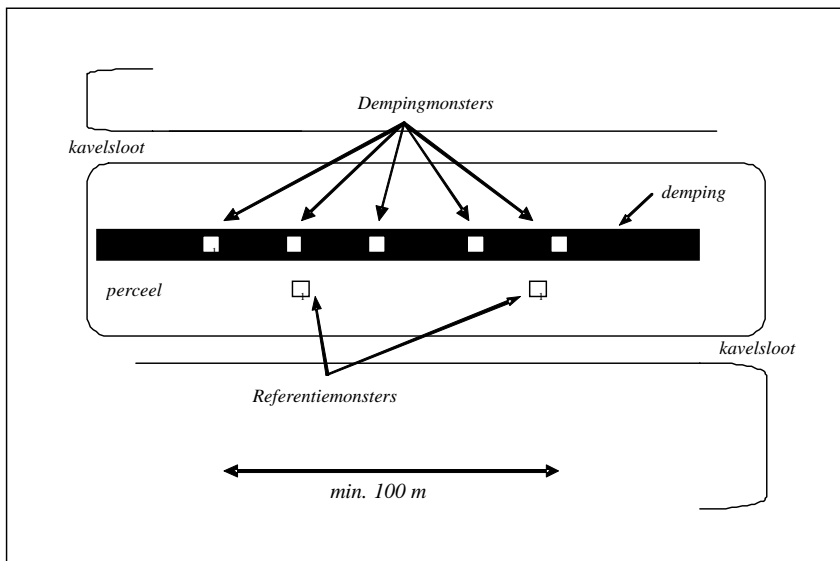 Dempingmonsters
kavelsloot
demping
perceel
kavelsloot
Referentiemonsters
min. 100 m